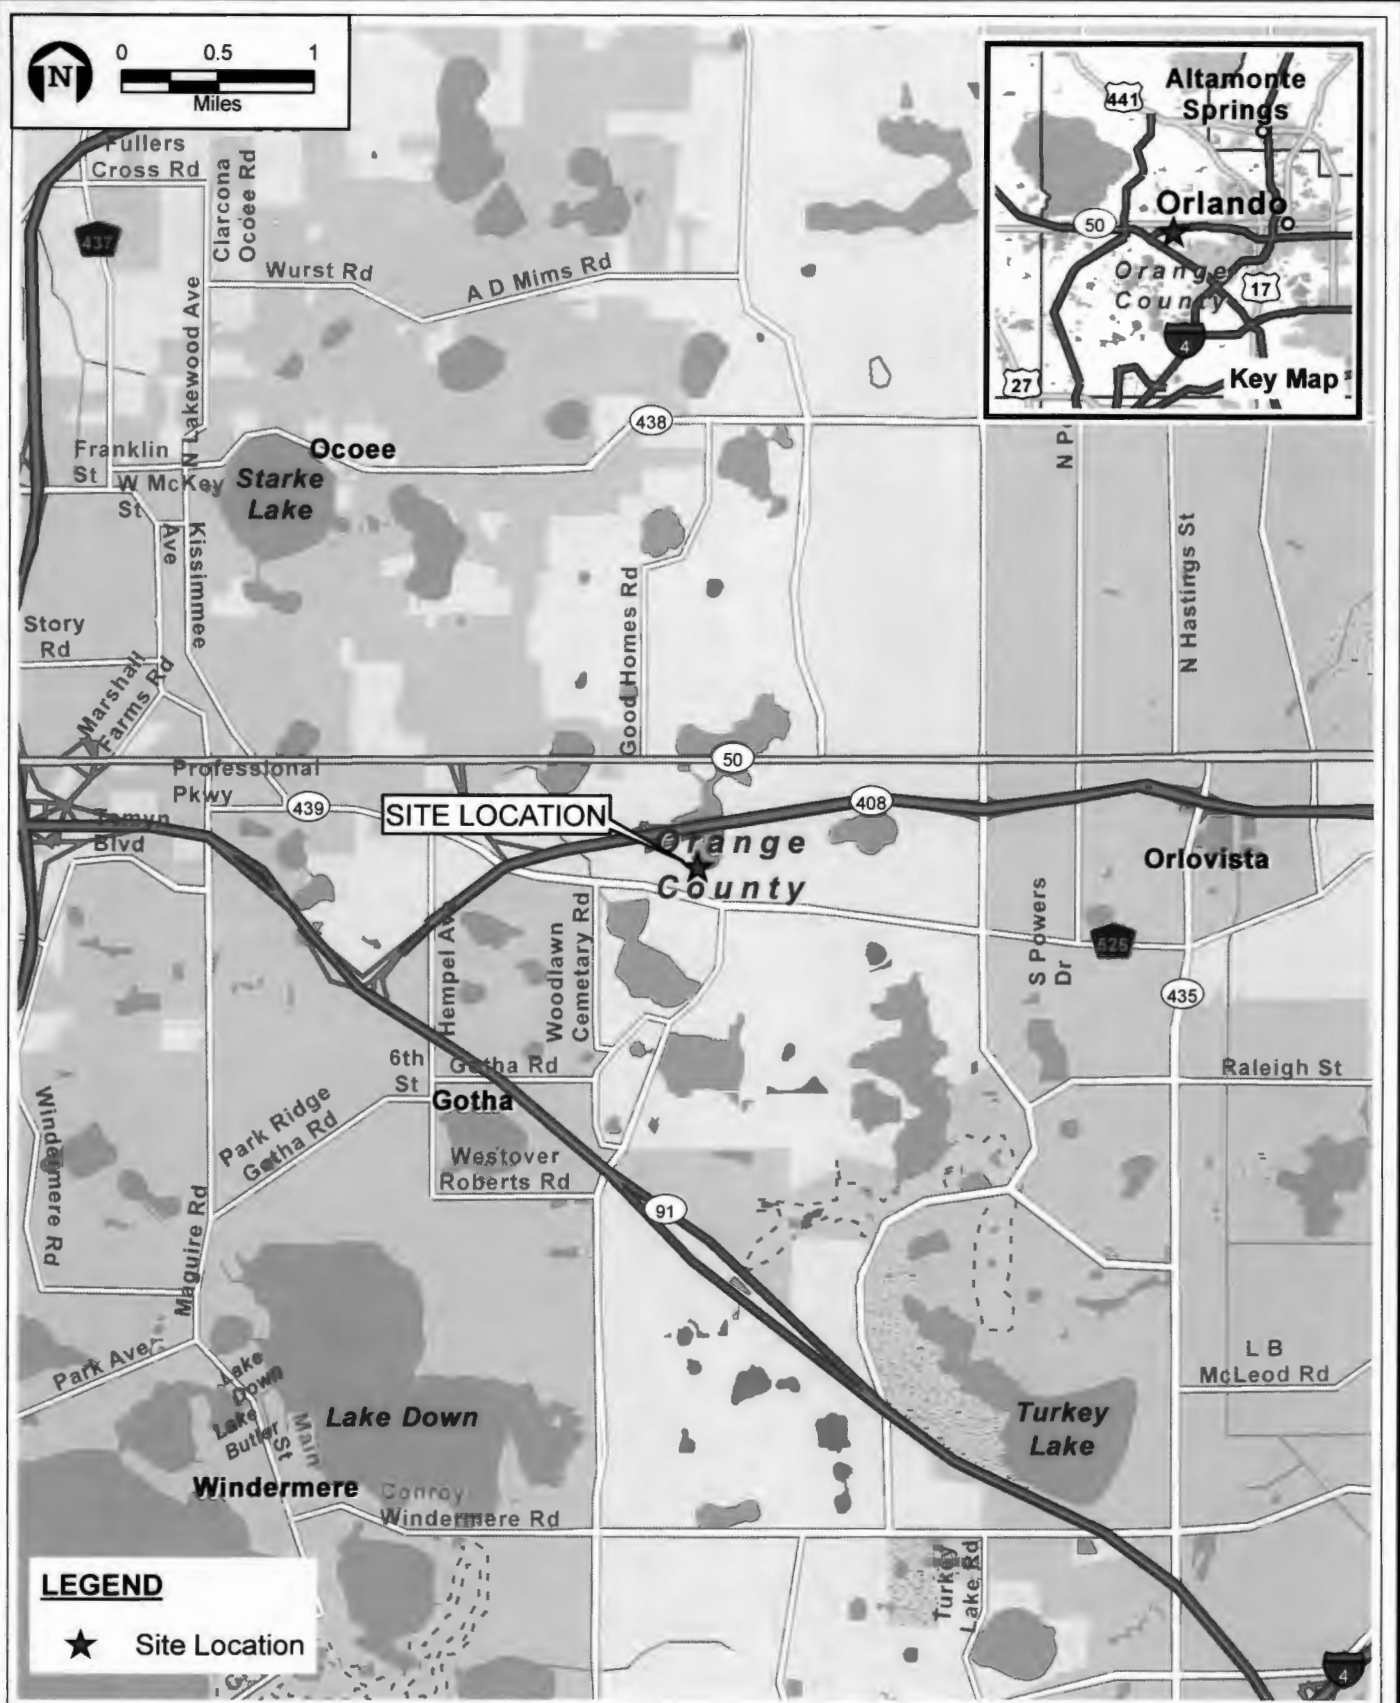 N
0 0.5 1
Miles
441
Altamonte
Springs
Orlando
50
Orange
County
17
4
27
Key Map
Fullers
Cross Rd
Clarcona
Ocoee Rd
437
Wurst Rd
A D Mims Rd
N Lakewood Ave
438
Franklin
St
Ocoee
W McKey
St
Starke
Lake
Kissimmee
Ave
N Hastings St
Good Homes Rd
Story
Rd
Marshall
Farms Rd
50
Professional
Pkwy
439
SITE LOCATION
408
Blvd
Orange
County
Orlovista
Hempel Ave
Woodlawn
Cemetary Rd
S Powers
Dr
525
435
6th
St
Gotha Rd
Gotha
Raleigh St
Windermere Rd
Park Ridge
Gotha Rd
Westover
Roberts Rd
Maguire Rd
91
Park Ave
Lake
Down
Lake
Butler
Main
St
Lake Down
L B
McLeod Rd
Turkey
Lake
Windermere
Conroy
Windermere Rd
Turkey
Lake Rd
LEGEND
Site Location
4